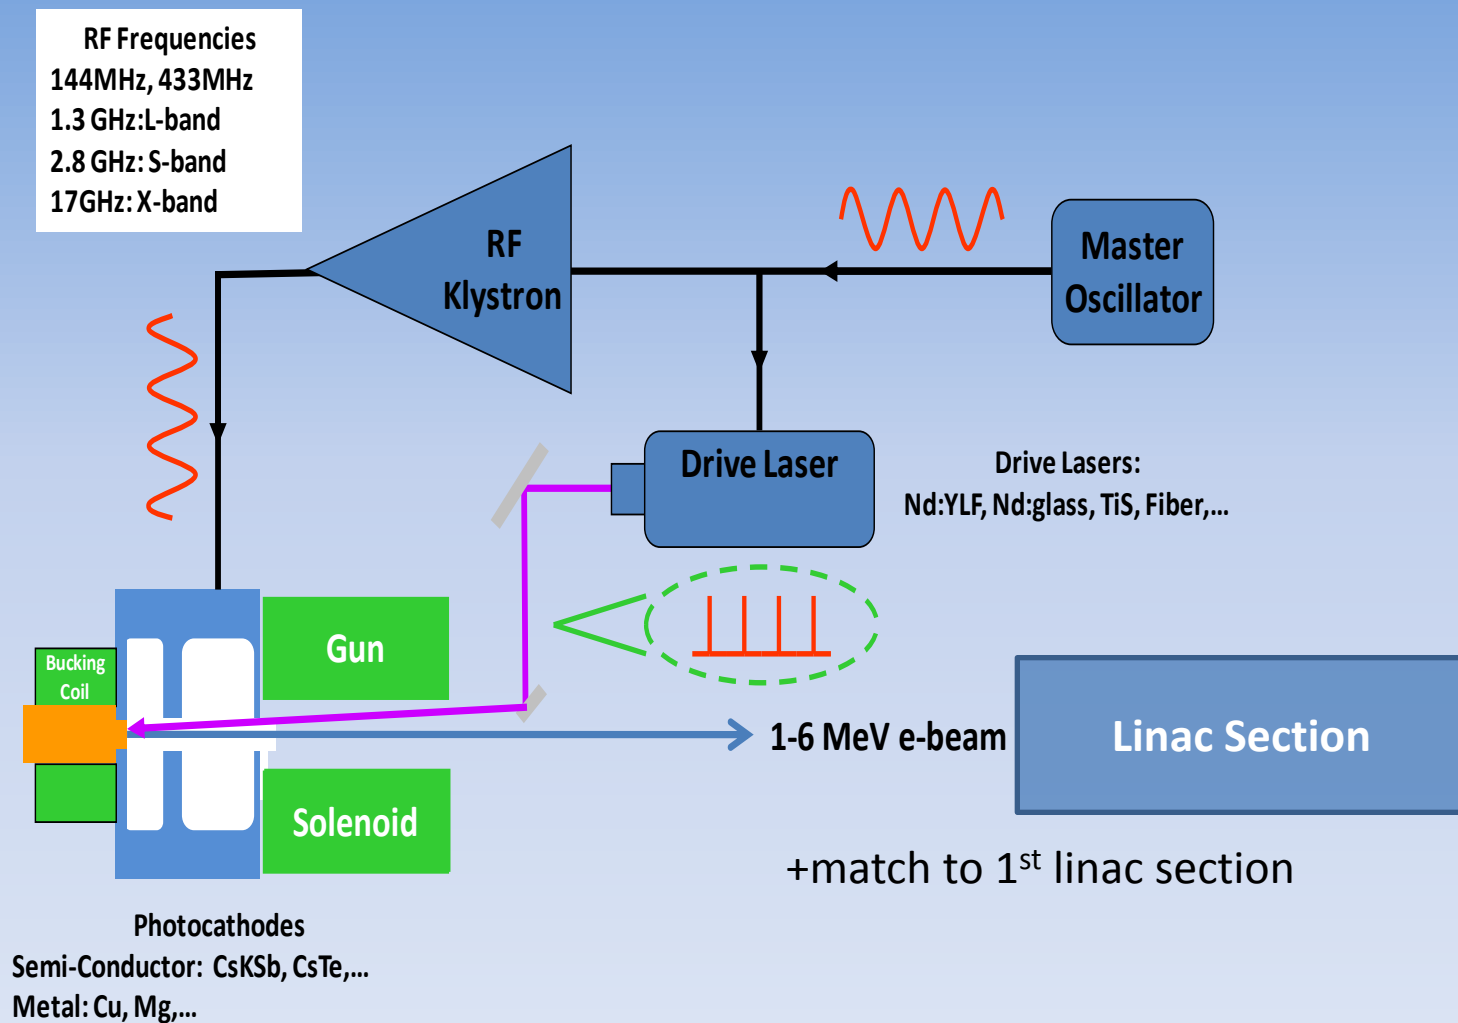 RF Frequencies
144MHz, 433MHz
1.3 GHz:L-band
2.8 GHz: S-band
17GHz: X-band
RF
Klystron
Master
Oscillator
Drive Laser
Drive Lasers:
Nd:YLF, Nd:glass, TiS, Fiber,...
Gun
Bucking
Coil
1-6 MeV e-beam
Linac Section
Solenoid
+match to 1st linac section
Photocathodes
Semi-Conductor: CsKSb, CsTe,...
Metal: Cu, Mg,...